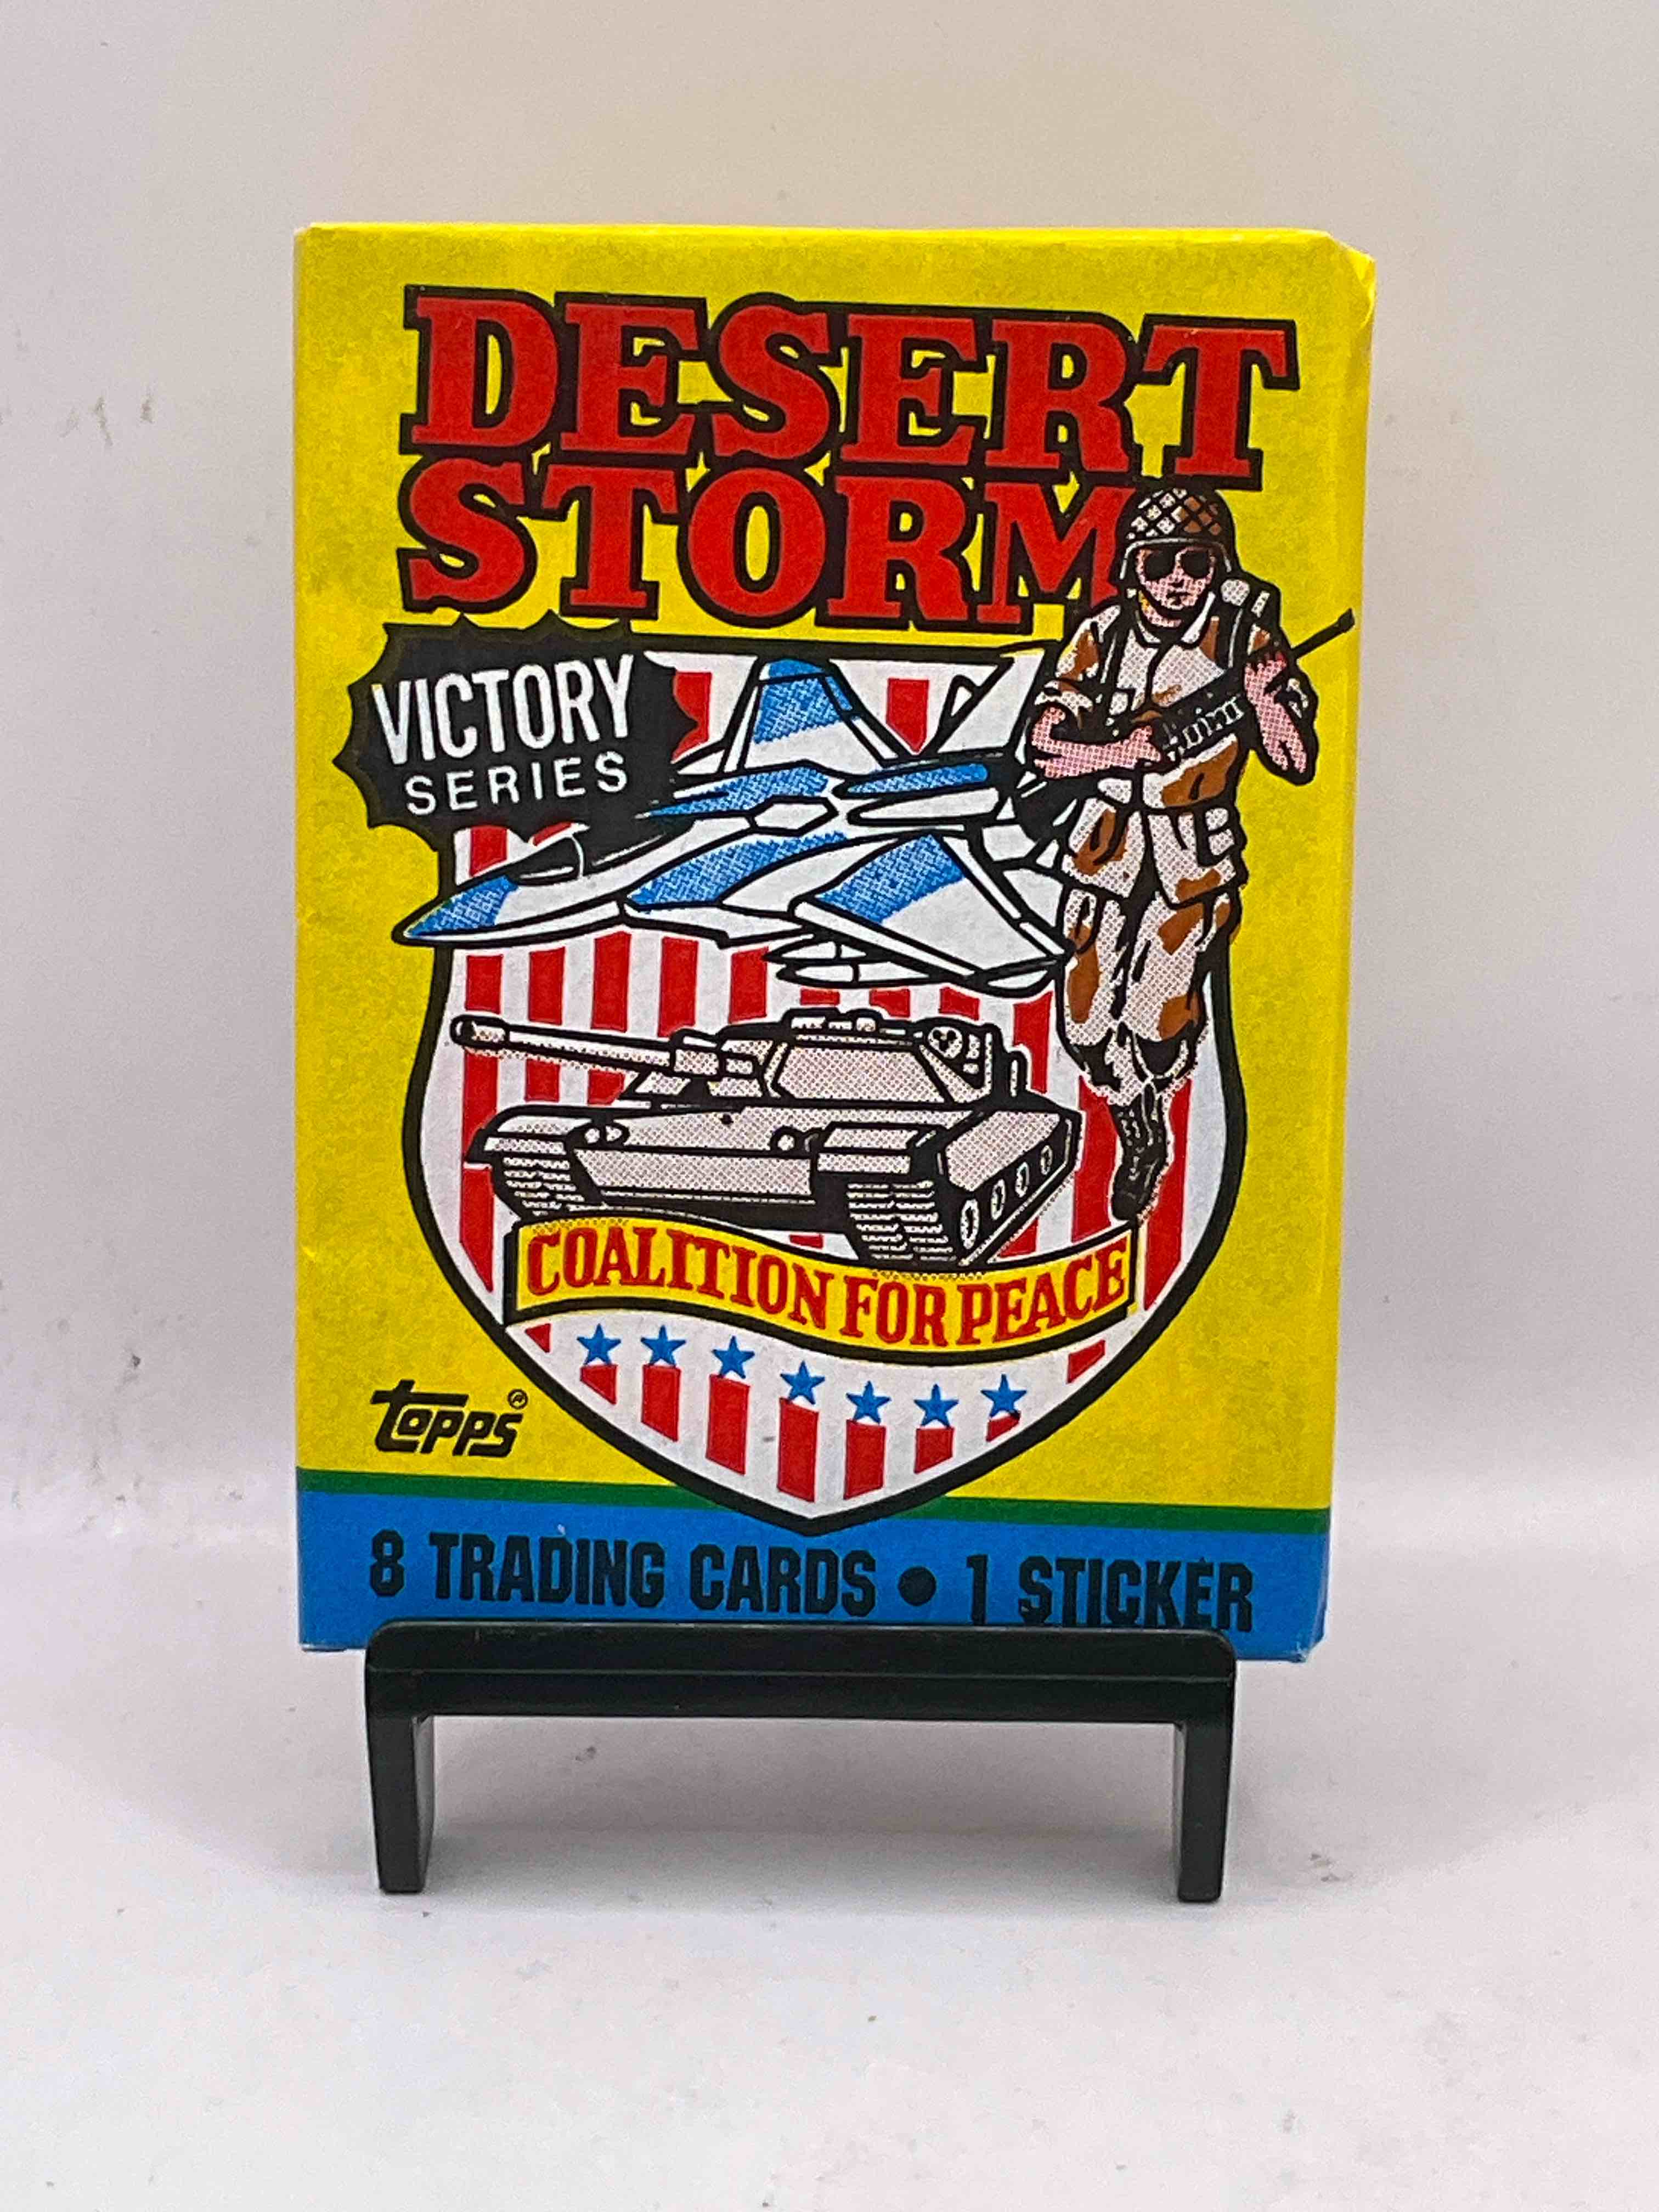 DESERT
STORM
VICTORY
SERIES
COALITION FOR PEACE
topps®
8 TRADING CARDS • 1 STICKER